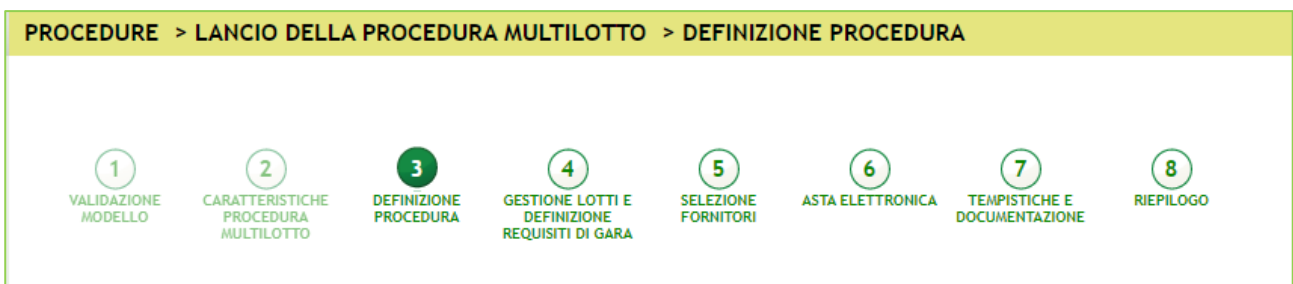 PROCEDURE > LANCIO DELLA PROCEDURA MULTILOTTO > DEFINIZIONE PROCEDURA
1
VALIDAZIONE
MODELLO
2
CARATTERISTICHE
PROCEDURA
MULTILOTTO
3
DEFINIZIONE
PROCEDURA
4
GESTIONE LOTTI E
DEFINIZIONE
REQUISITI DI GARA
5
SELEZIONE
FORNITORI
6
ASTA ELETTRONICA
7
TEMPISTICHE E
DOCUMENTAZIONE
8
RIEPILOGO